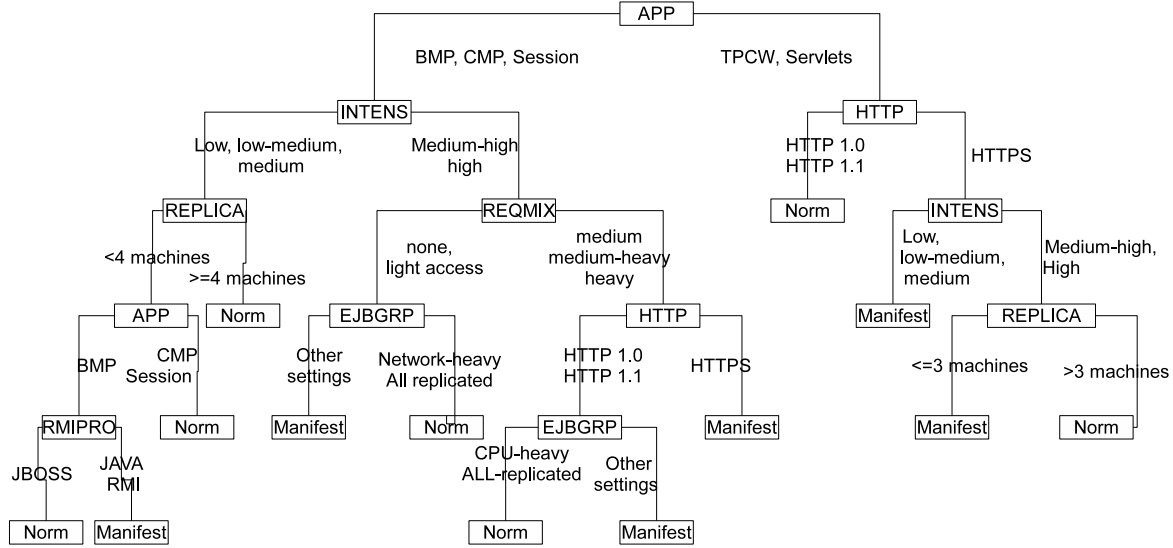 APP
BMP, CMP, Session
TPCW, Servlets
INTENS
HTTP
Low, low-medium,
medium
Medium-high
high
HTTP 1.0
HTTP 1.1
HTTPS
REPLICA
REQMIX
Norm
INTENS
<4 machines
>=4 machines
none,
light access
medium
medium-heavy
heavy
Low,
low-medium,
medium
Medium-high,
High
APP
Norm
EJBGRP
HTTP
Manifest
REPLICA
BMP
CMP
Session
Other
settings
Network-heavy
All replicated
HTTP 1.0
HTTP 1.1
HTTPS
<=3 machines
>3 machines
RMIPRO
Norm
Manifest
Norm
EJBGRP
Manifest
Manifest
Norm
JBOSS
JAVA
RMI
CPU-heavy
ALL-replicated
Other
settings
Norm
Manifest
Norm
Manifest